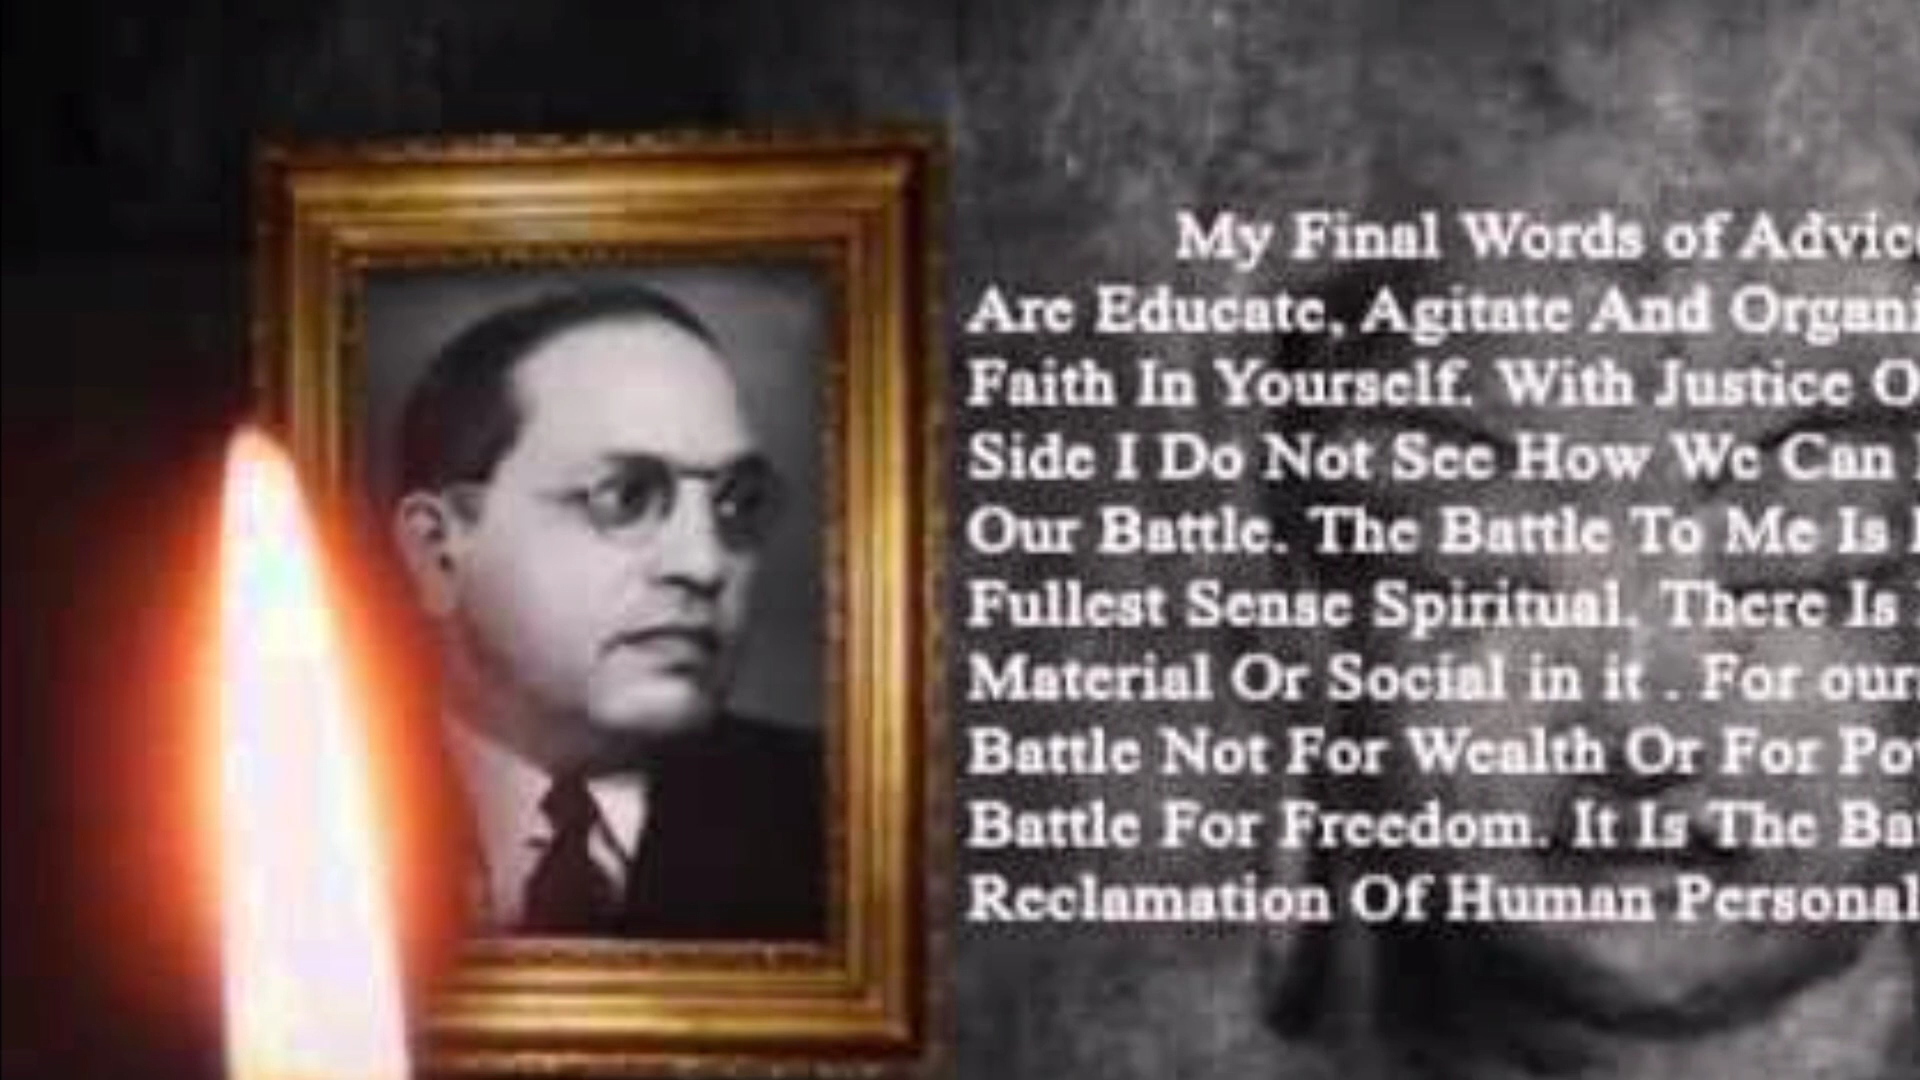 My Final Words of Advic
Are Educate, Agitate And Organi
Faith In Yourself. With Justice O
Side I Do Not See How We Can
Our Battle. The Battle To Me Is
Fullest Sense Spiritual. There Is
Material Or Social in it . For our
Battle Not For Wealth Or For Po
Battle For Freedom. It Is The Ba
Reclamation Of Human Personal